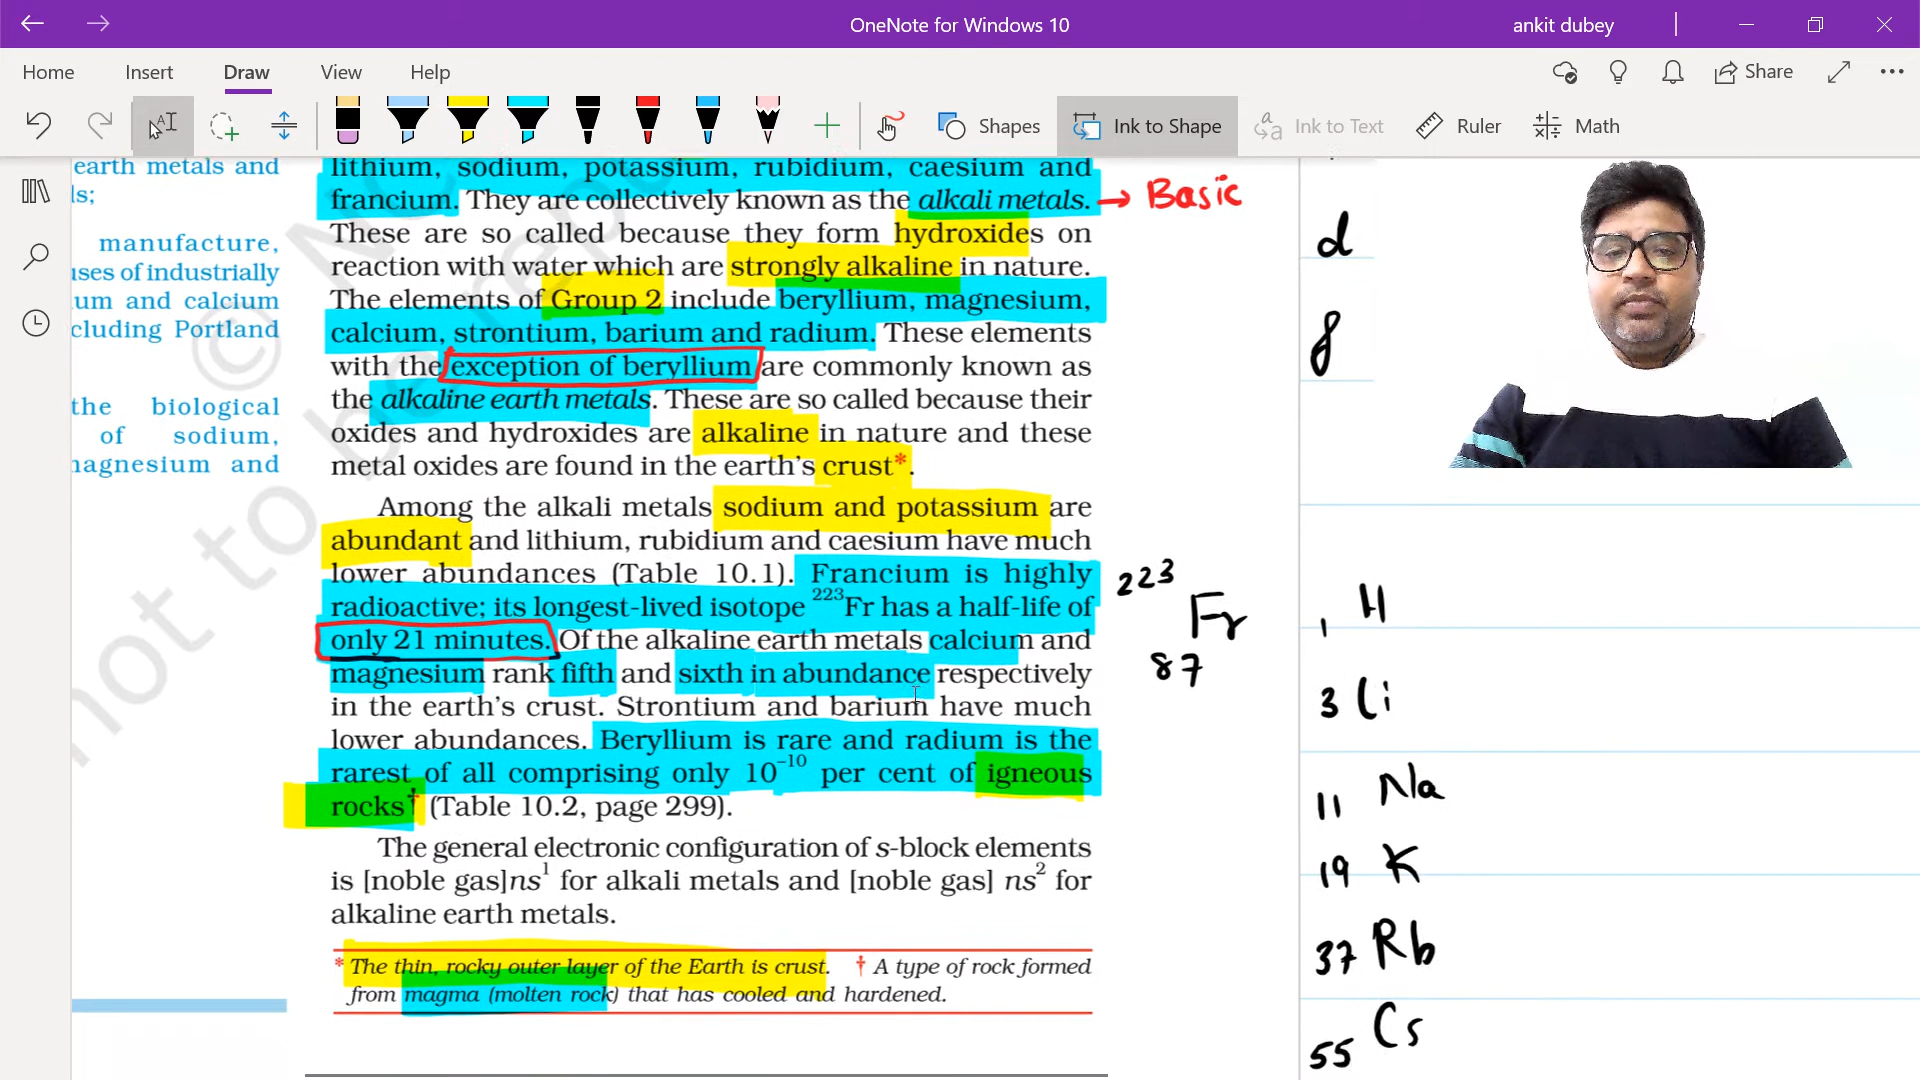 OneNote for Windows 10
ankit dubey
Home Insert Draw View Help
Share
Shapes Ink to Shape Ink to Text Ruler Math
earth metals and
ls;
manufacture,
uses of industrially
um and calcium
cluding Portland
the biological
of sodium,
nagnesium and
lithium, sodium, potassium, rubidium, caesium and
francium. They are collectively known as the alkali metals.
These are so called because they form hydroxides on
reaction with water which are strongly alkaline in nature.
The elements of Group 2 include beryllium, magnesium,
calcium, strontium, barium and radium. These elements
with the exception of beryllium are commonly known as
the alkaline earth metals. These are so called because their
oxides and hydroxides are alkaline in nature and these
metal oxides are found in the earth's crust*.
Among the alkali metals sodium and potassium are
abundant and lithium, rubidium and caesium have much
lower abundances (Table 10.1). Francium is highly
radioactive; its longest-lived isotope ²²³Fr has a half-life of
only 21 minutes. Of the alkaline earth metals calcium and
magnesium rank fifth and sixth in abundance respectively
in the earth's crust. Strontium and barium have much
lower abundances. Beryllium is rare and radium is the
rarest of all comprising only 10⁻¹⁰ per cent of igneous
rocks† (Table 10.2, page 299).
The general electronic configuration of s-block elements
is [noble gas]ns¹ for alkali metals and [noble gas] ns² for
alkaline earth metals.
* The thin, rocky outer layer of the Earth is crust. † A type of rock formed
from magma (molten rock) that has cooled and hardened.
→ Basic
223
Fr
87
d
f
1 H
3 Li
11 Na
19 K
37 Rb
55 Cs
not to be